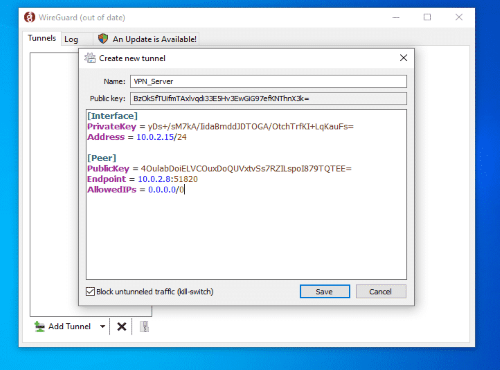 WireGuard (out of date)
Tunnels
Log
An Update is Available!
Create new tunnel
Name:
VPN_Server
Public key:
BzOkSfTUifmTAxlvqdi33E5Hv3EwGiG97efKNThnX3k=
[Interface]
PrivateKey = yDs+/sM7kA/IidaBmddJDTOGA/OtchTrfKI+LqKauFs=
Address = 10.0.2.15/24
[Peer]
PublicKey = 4OulabDoiELVCOuxDoQUVxtvSs7RZILspoI879TQTEE=
Endpoint = 10.0.2.8:51820
AllowedIPs = 0.0.0.0/0
Block untunneled traffic (kill-switch)
Save
Cancel
Add Tunnel